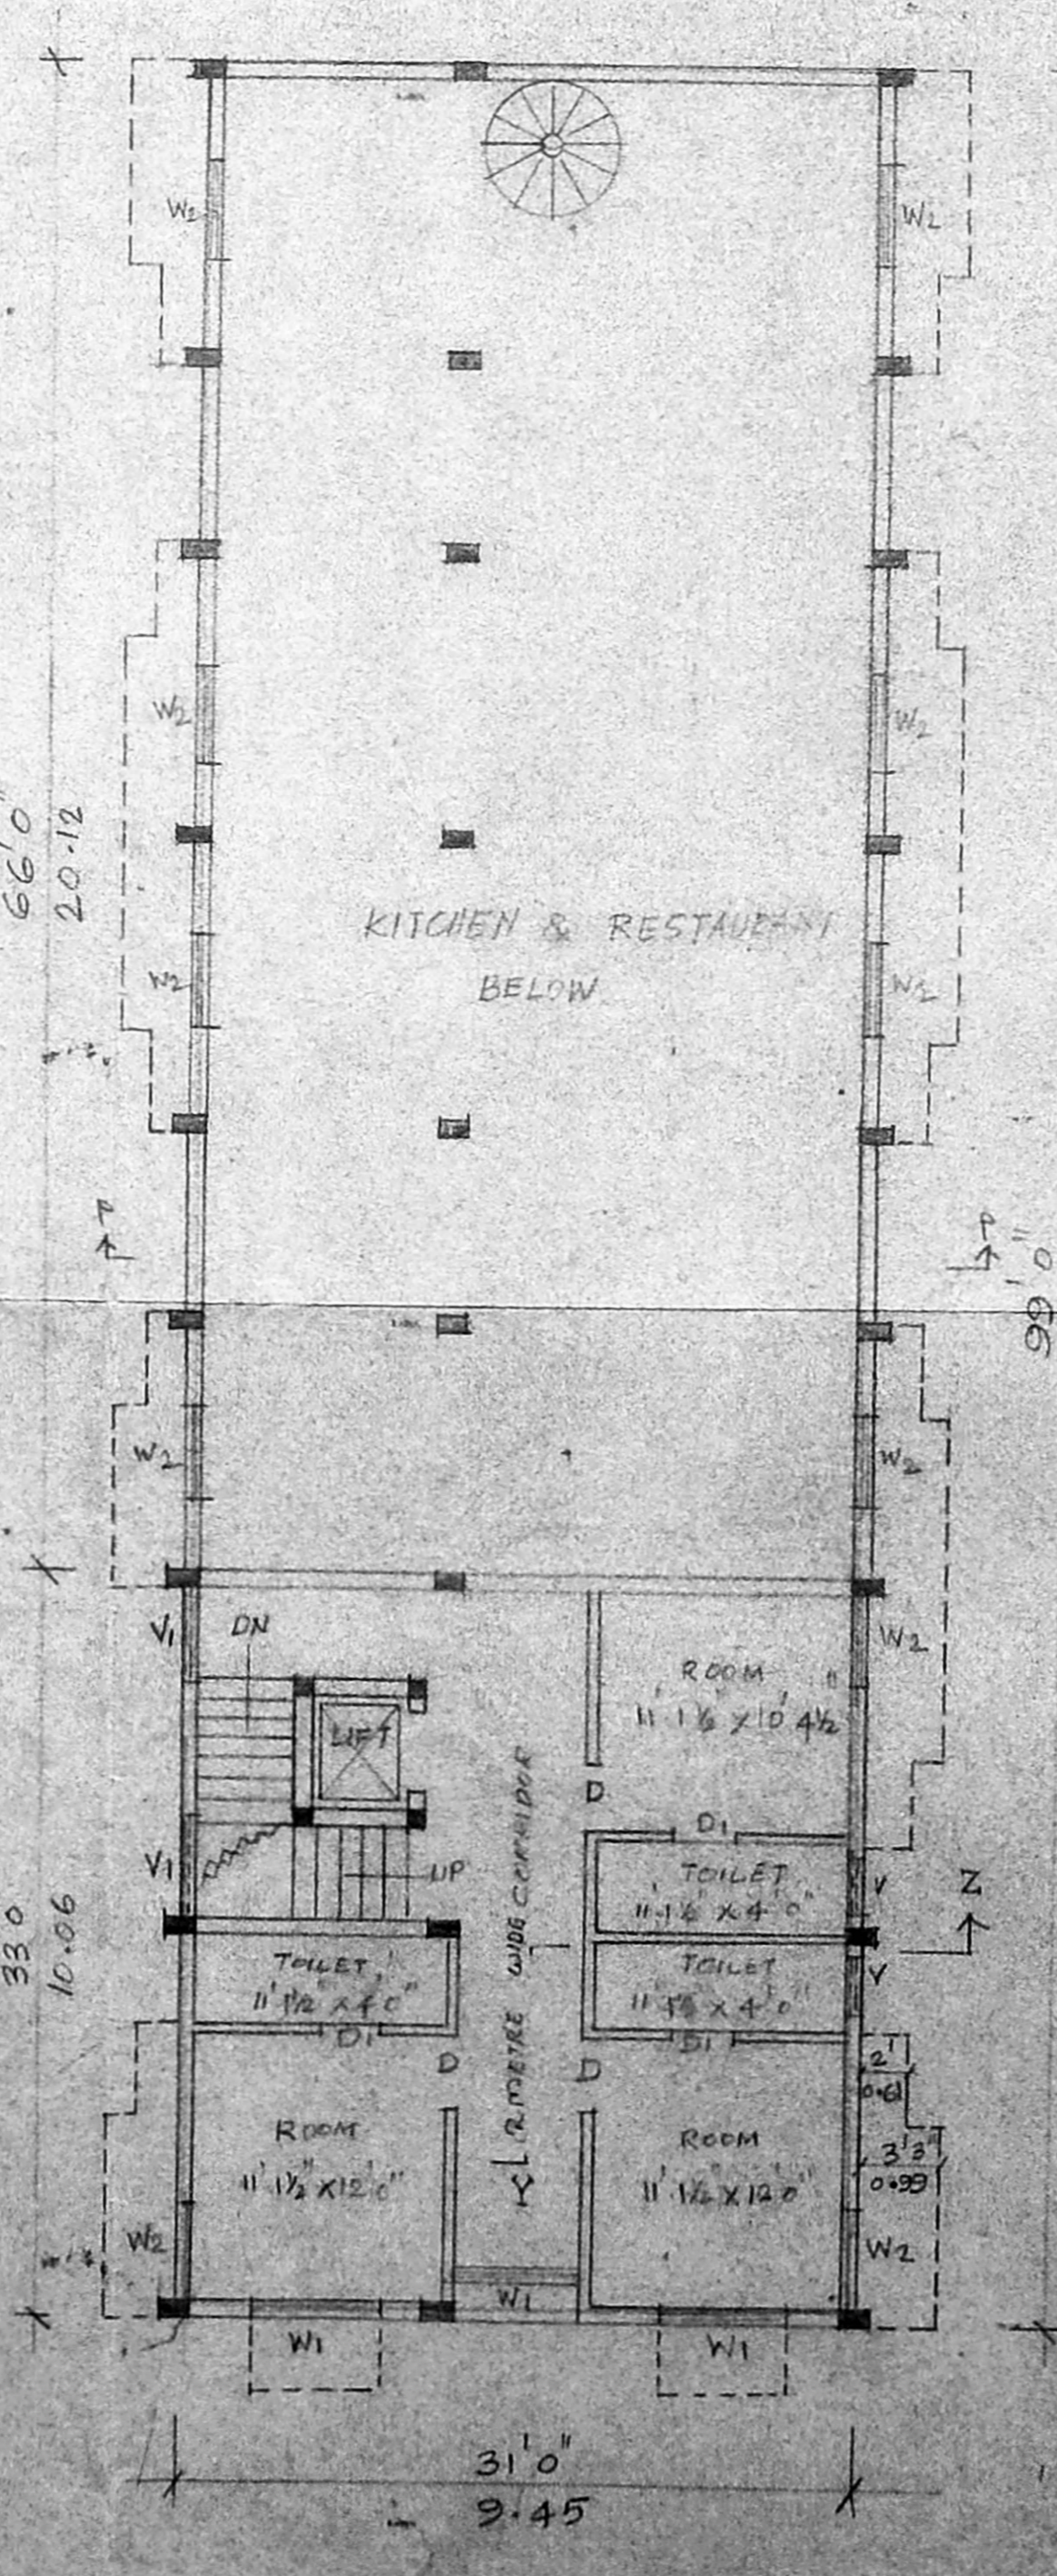 W2
W2
W2
W2
66'0"
20.12
KITCHEN & RESTAURANT
BELOW
W2
W2
P
P
99'0"
W2
W2
V1
DN
W2
ROOM
11' 1½" X 10' 4½"
LIFT
D
D1
V1
UP
TOILET
11' 1½" X 4' 0"
V
Z
33'0
10.06
2 METRE WIDE CORRIDOR
TOILET
11' 1½" X 4' 0"
D1
TOILET
11' 1½" X 4' 0"
D1
V
D
D
2'
0.61
ROOM
11' 1½" X 12' 0"
ROOM
11' 1½" X 12' 0"
3'3"
0.99
Y
W2
W2
W1
W1
W1
31'0"
9.45